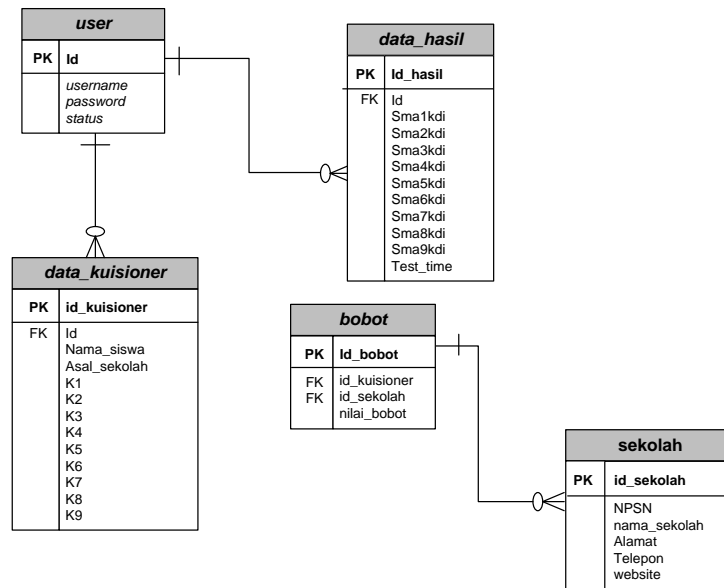 user
PK Id
username
password
status
data_hasil
PK Id_hasil
FK Id
Sma1kdi
Sma2kdi
Sma3kdi
Sma4kdi
Sma5kdi
Sma6kdi
Sma7kdi
Sma8kdi
Sma9kdi
Test_time
data_kuisioner
PK id_kuisioner
FK Id
Nama_siswa
Asal_sekolah
K1
K2
K3
K4
K5
K6
K7
K8
K9
bobot
PK Id_bobot
FK id_kuisioner
FK id_sekolah
nilai_bobot
sekolah
PK id_sekolah
NPSN
nama_sekolah
Alamat
Telepon
website